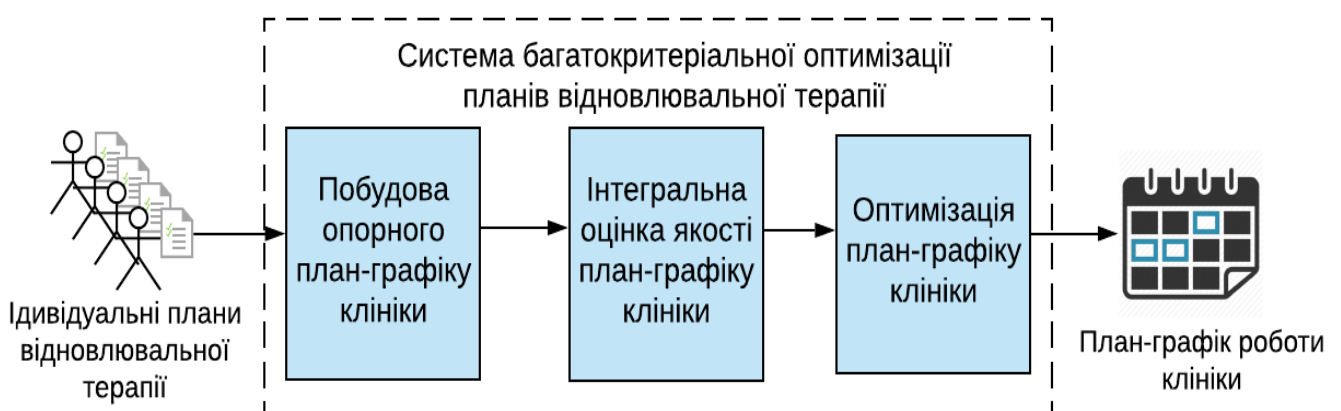 Система багатокритеріальної оптимізації
планів відновлювальної терапії
Ідивідуальні плани
відновлювальної
терапії
Побудова
опорного
план-графіку
клініки
Інтегральна
оцінка якості
план-графіку
клініки
Оптимізація
план-графіку
клініки
План-графік роботи
клініки